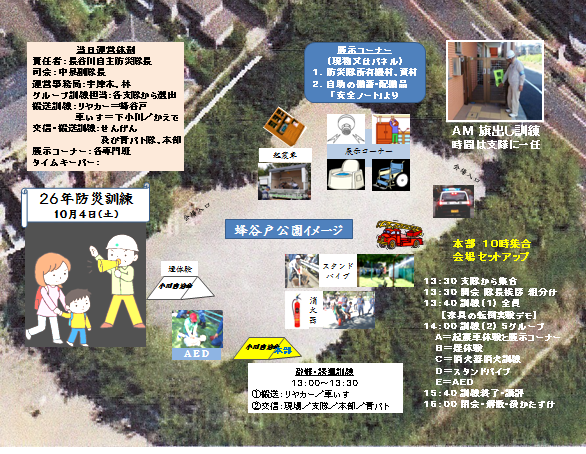 当日運営体制
責任者：長谷川自主防災隊長
司会：中泉副隊長
運営事務局：宇津木、林
グループ訓練担当：各支隊から選出
搬送訓練：リヤカー＝蜂谷戸
車いす＝下小川／かえで
交信・搬送訓練：せんげん
及び青パト隊、本部
展示コーナー：各専門班
タイムキーパー：
展示コーナー
（現物又はパネル）
1．防災隊所有機材、資材
2．自助の備蓄・配備品
「安全ノート」より
AM 旗出し訓練
時間は支隊に一任
起震車
展示コーナー
会場入口
会場入口
26年防災訓練
10月4日(土)
蜂谷戸公園イメージ
本部 10時集合
会場セットアップ
煙体験
スタンド
パイプ
消火器
AED
本部
13:30 支隊から集合
13:30 開会 隊長挨拶 組分け
13:40 訓練(1) 全員
［家具の転倒実験デモ］
14:00 訓練(2) 5グループ
A＝起震車体験と展示コーナー
B＝煙体験
C＝消火器消火訓練
D＝スタンドパイプ
E＝AED
15:40 訓練終了・講評
16:00 閉会・解散・後かたずけ
13:00～13:30
①搬送：リヤカー／車いす
②交信：現場／支隊／本部／青パト